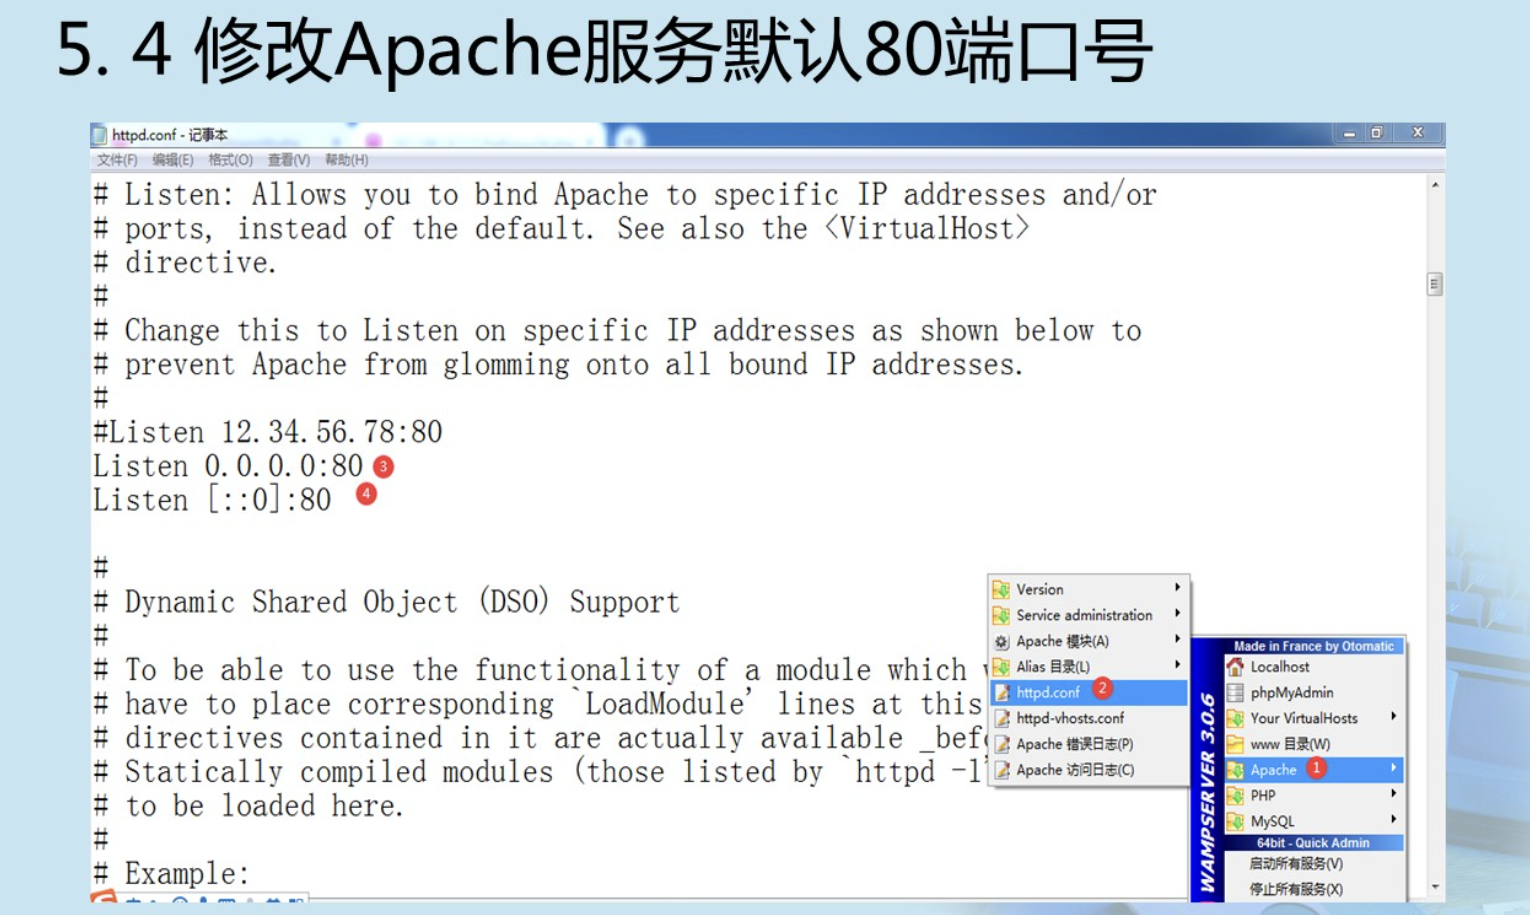 5. 4 修改Apache服务默认80端口号
httpd.conf - 记事本
文件(F) 编辑(E) 格式(O) 查看(V) 帮助(H)
# Listen: Allows you to bind Apache to specific IP addresses and/or
# ports, instead of the default. See also the <VirtualHost>
# directive.
#
# Change this to Listen on specific IP addresses as shown below to
# prevent Apache from glomming onto all bound IP addresses.
#
#Listen 12.34.56.78:80
Listen 0.0.0.0:80 3
Listen [::0]:80 4
#
# Dynamic Shared Object (DSO) Support
#
# To be able to use the functionality of a module which
# have to place corresponding `LoadModule' lines at this
# directives contained in it are actually available
# Statically compiled modules (those listed by `httpd -l'
# to be loaded here.
#
# Example:
Version
Service administration
Apache 模块(A)
Alias 目录(L)
httpd.conf 2
httpd-vhosts.conf
Apache 错误日志(P)
Apache 访问日志(C)
WAMPSERVER 3.0.6
Made in France by Otomatic
Localhost
phpMyAdmin
Your VirtualHosts
www 目录(W)
Apache 1
PHP
MySQL
64bit - Quick Admin
启动所有服务(V)
停止所有服务(X)